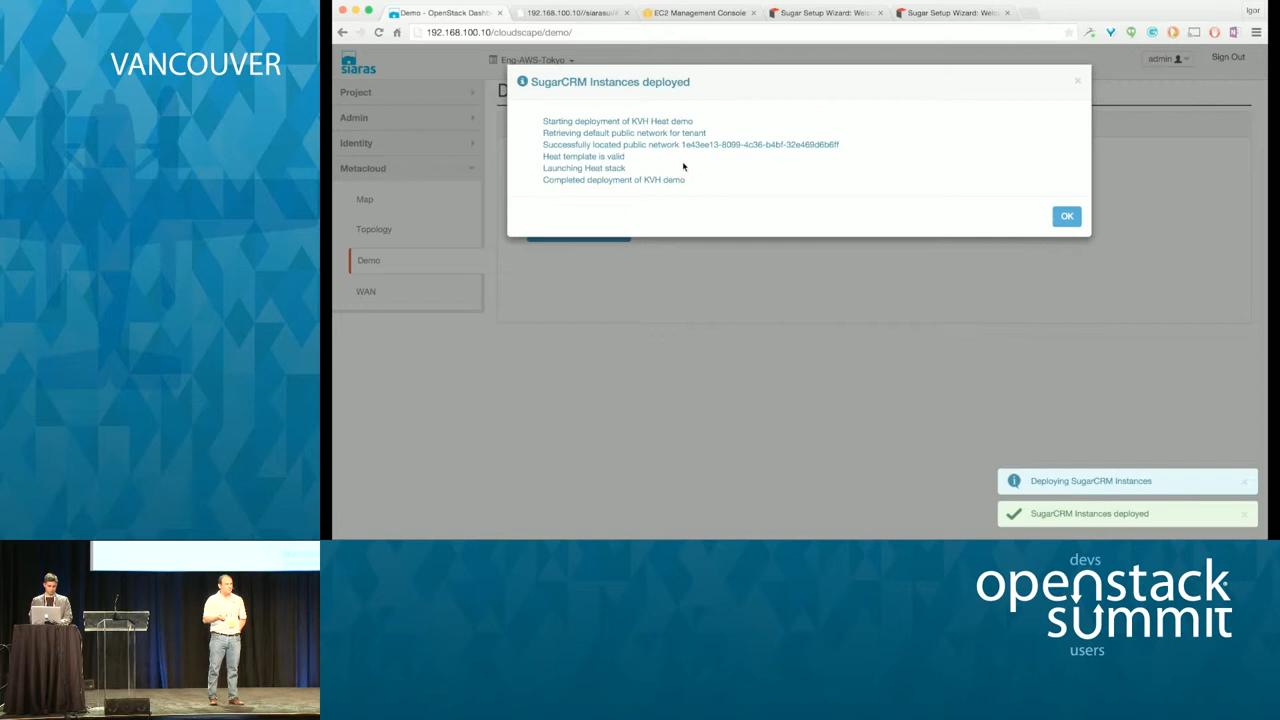 VANCOUVER
Demo - OpenStack Dashb
192.168.100.10//siarasui/
EC2 Management Console
Sugar Setup Wizard: Welc
Sugar Setup Wizard: Welc
Igor
192.168.100.10/cloudscape/demo/
siaras
Eng-AWS-Tokyo
admin
Sign Out
Project
Admin
Identity
Metacloud
Map
Topology
Demo
WAN
SugarCRM Instances deployed
Starting deployment of KVH Heat demo
Retrieving default public network for tenant
Successfully located public network 1e43ee13-8099-4c36-b4bf-32e469d6b6ff
Heat template is valid
Launching Heat stack
Completed deployment of KVH demo
OK
Deploying SugarCRM Instances
SugarCRM Instances deployed
devs
openstack
summit
users